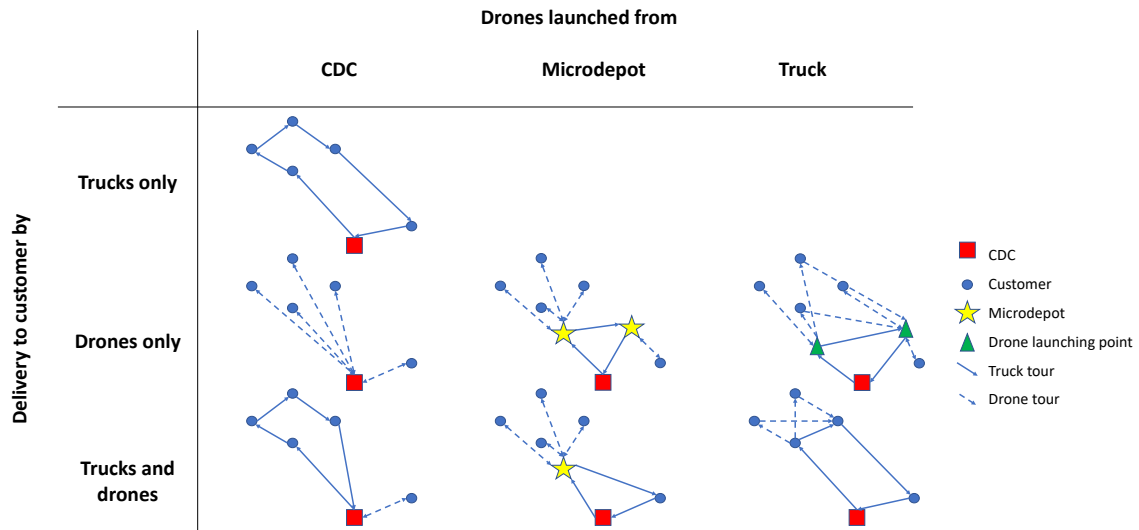 Drones launched from
CDC
Microdepot
Truck
Delivery to customer by
Trucks only
Drones only
Trucks and
drones
CDC
Customer
Microdepot
Drone launching point
Truck tour
Drone tour